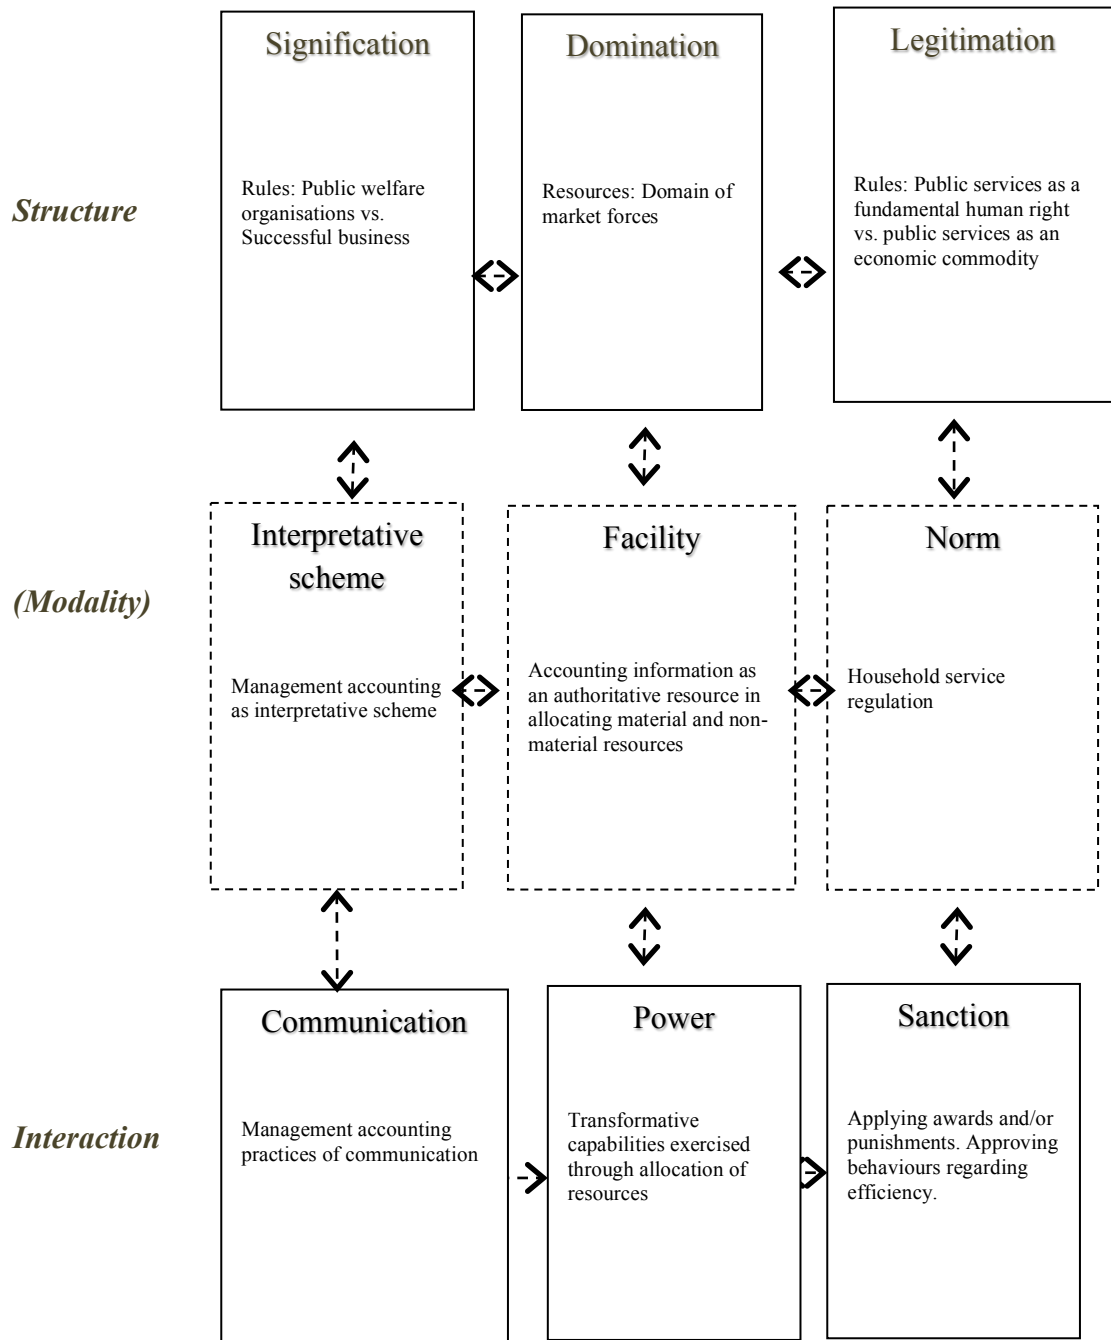 Signification
Domination
Legitimation
Structure
Rules: Public welfare
organisations vs.
Successful business
Resources: Domain of
market forces
Rules: Public services as a
fundamental human right
vs. public services as an
economic commodity
Interpretative
scheme
Facility
Norm
(Modality)
Management accounting
as interpretative scheme
Accounting information as
an authoritative resource in
allocating material and non-
material resources
Household service
regulation
Communication
Power
Sanction
Interaction
Management accounting
practices of communication
Transformative
capabilities exercised
through allocation of
resources
Applying awards and/or
punishments. Approving
behaviours regarding
efficiency.